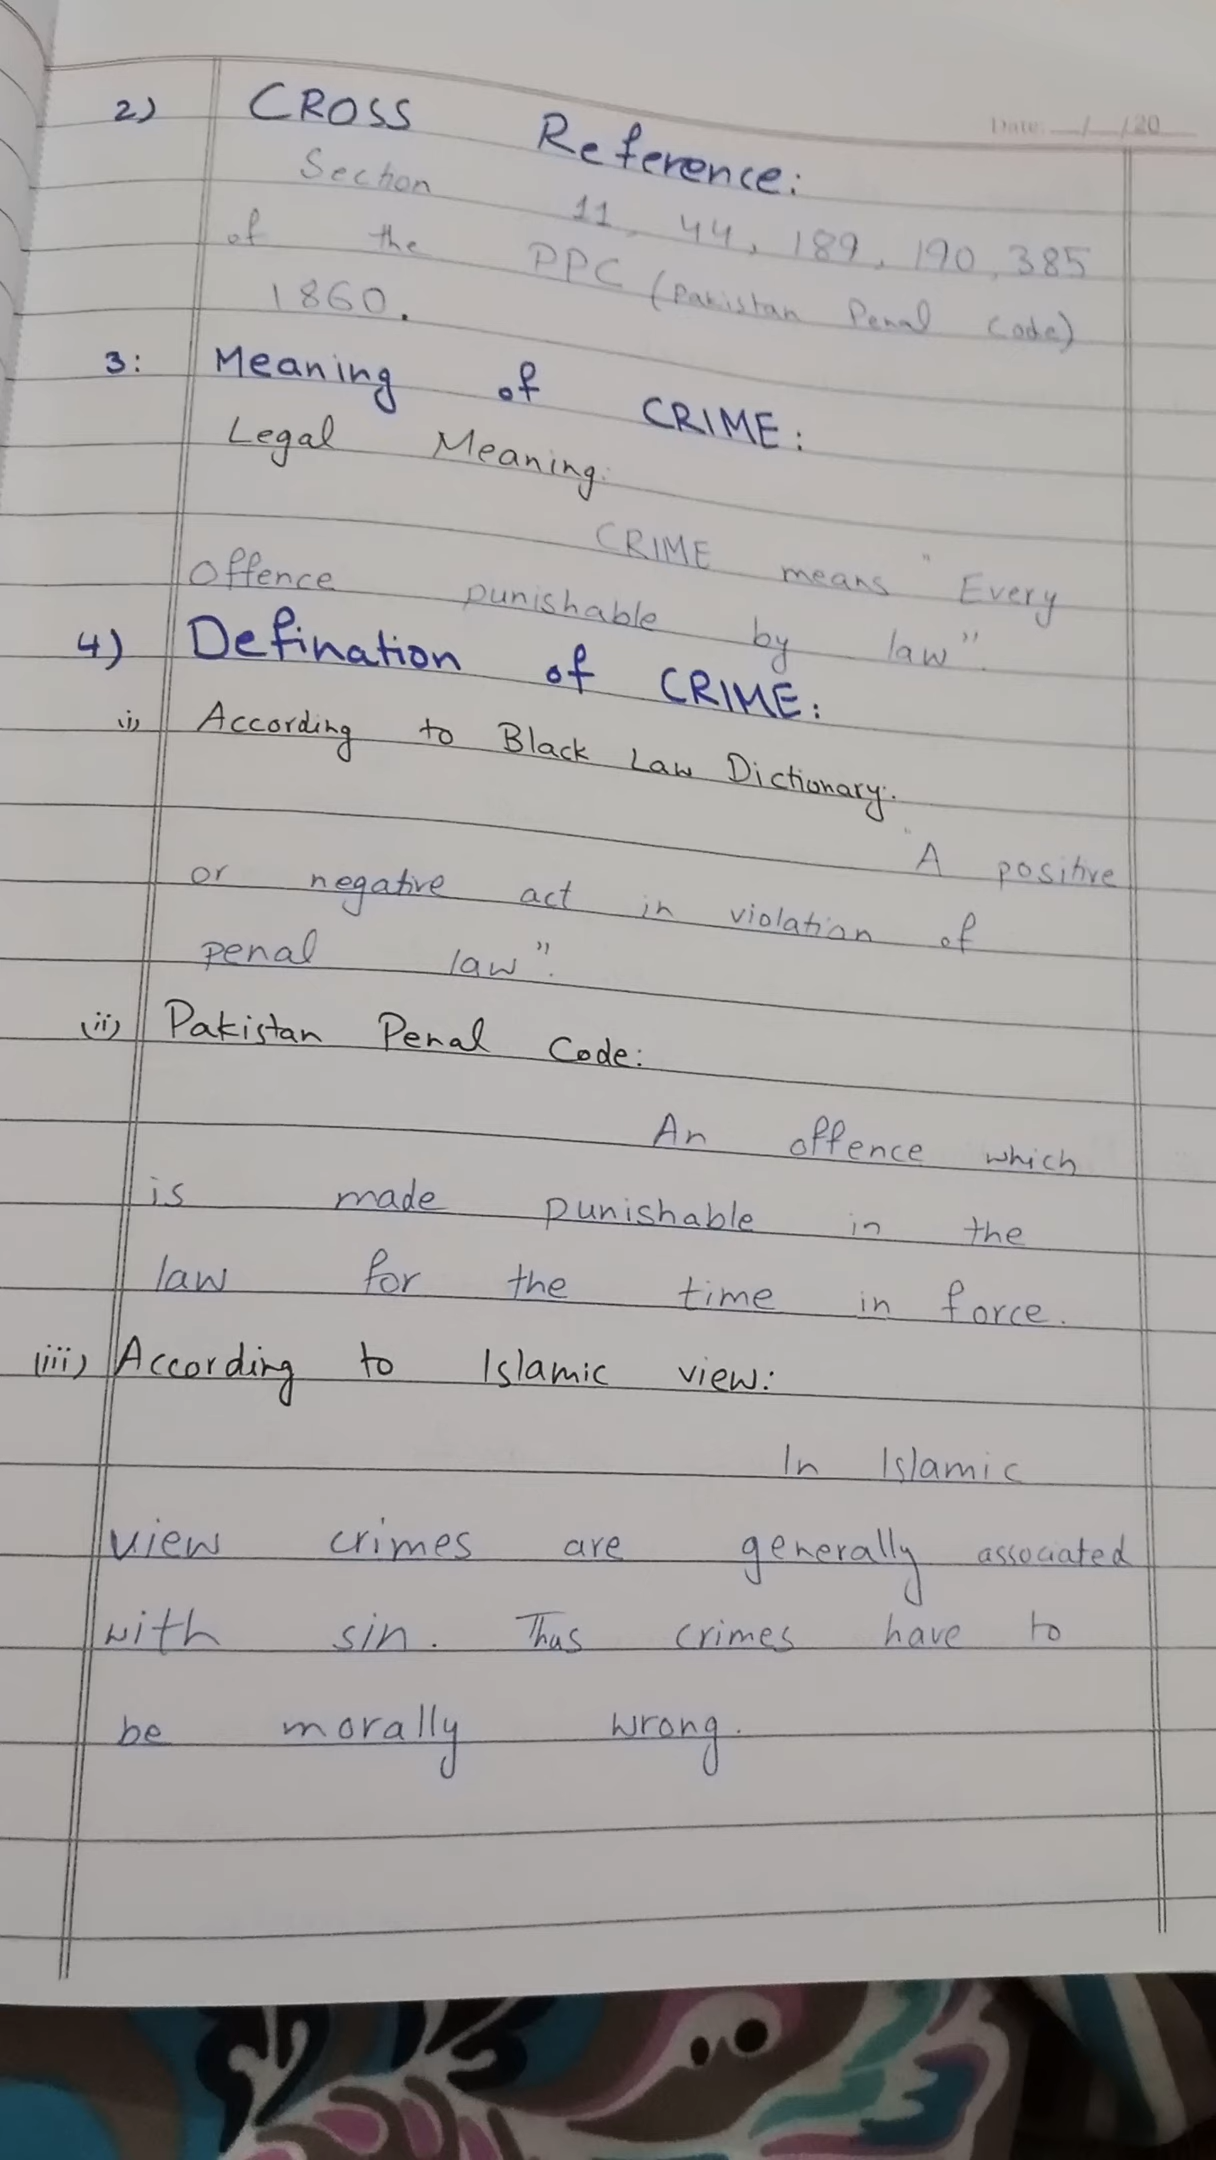 Date: __/__/20__
2) CROSS Reference:
Section 11, 44, 189, 190, 385
of the PPC (Pakistan Penal Code)
1860.
3: Meaning of CRIME:
Legal Meaning:
CRIME means "Every
offence punishable by law".
4) Defination of CRIME:
(i) According to Black Law Dictionary:
"A positive
or negative act in violation of
penal law".
(ii) Pakistan Penal Code:
An offence which
is made punishable in the
law for the time in force.
(iii) According to Islamic view:
In Islamic
view crimes are generally associated
with sin. Thus crimes have to
be morally wrong.